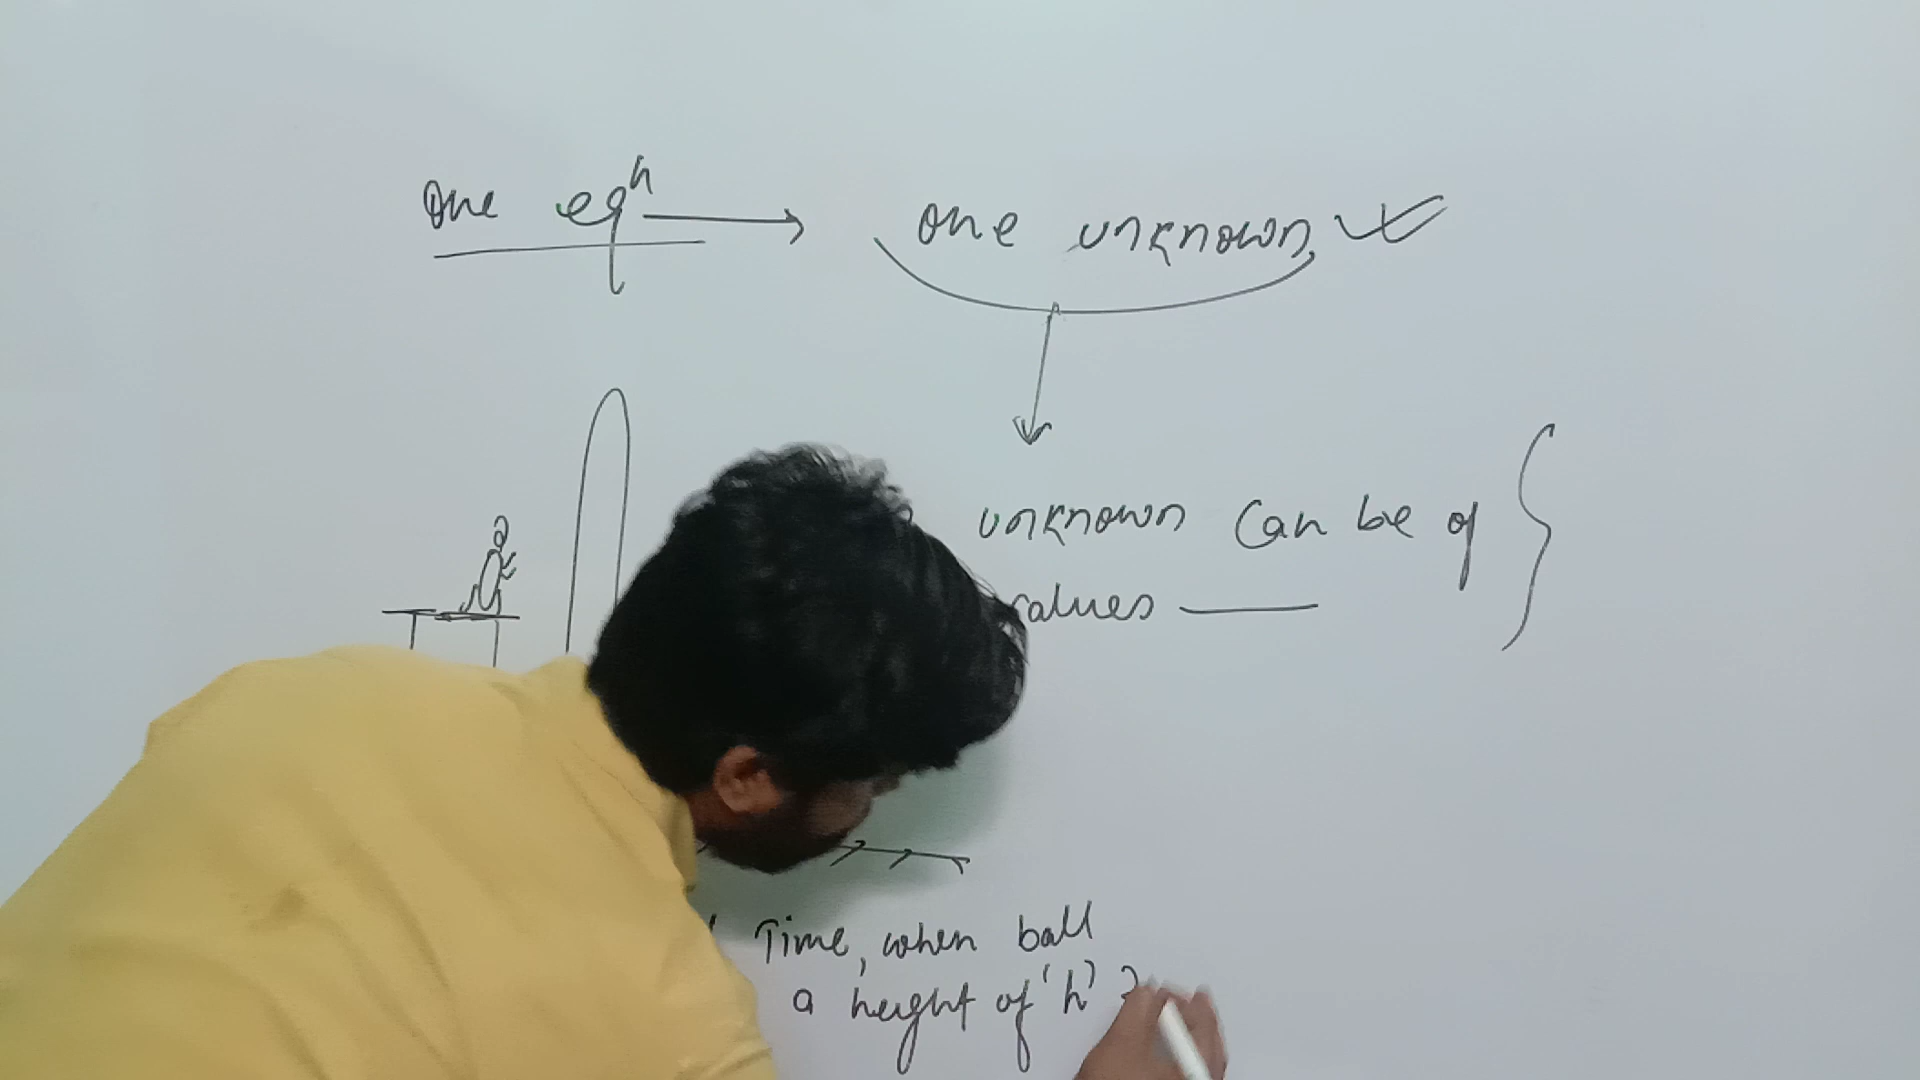 One eqn → one unknown
unknown can be of
values
Time, when ball
a height of 'h' ?